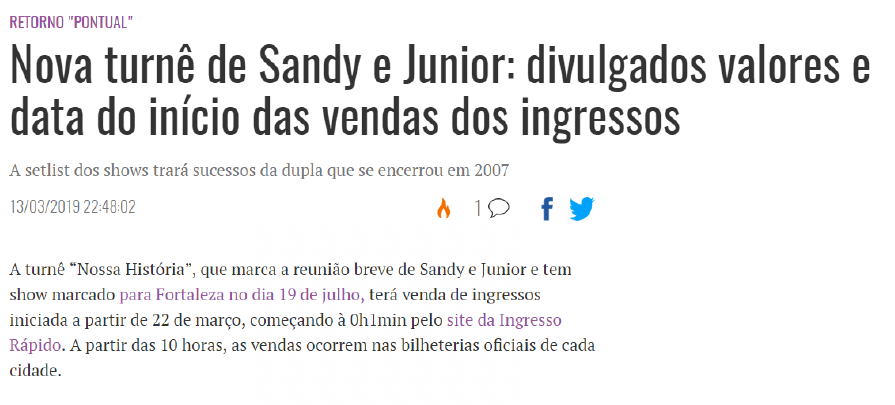 RETORNO "PONTUAL"
Nova turnê de Sandy e Junior: divulgados valores e
data do início das vendas dos ingressos
A setlist dos shows trará sucessos da dupla que se encerrou em 2007
13/03/2019 22:48:02 1
A turnê “Nossa História”, que marca a reunião breve de Sandy e Junior e tem
show marcado para Fortaleza no dia 19 de julho, terá venda de ingressos
iniciada a partir de 22 de março, começando à 0h1min pelo site da Ingresso
Rápido. A partir das 10 horas, as vendas ocorrem nas bilheterias oficiais de cada
cidade.